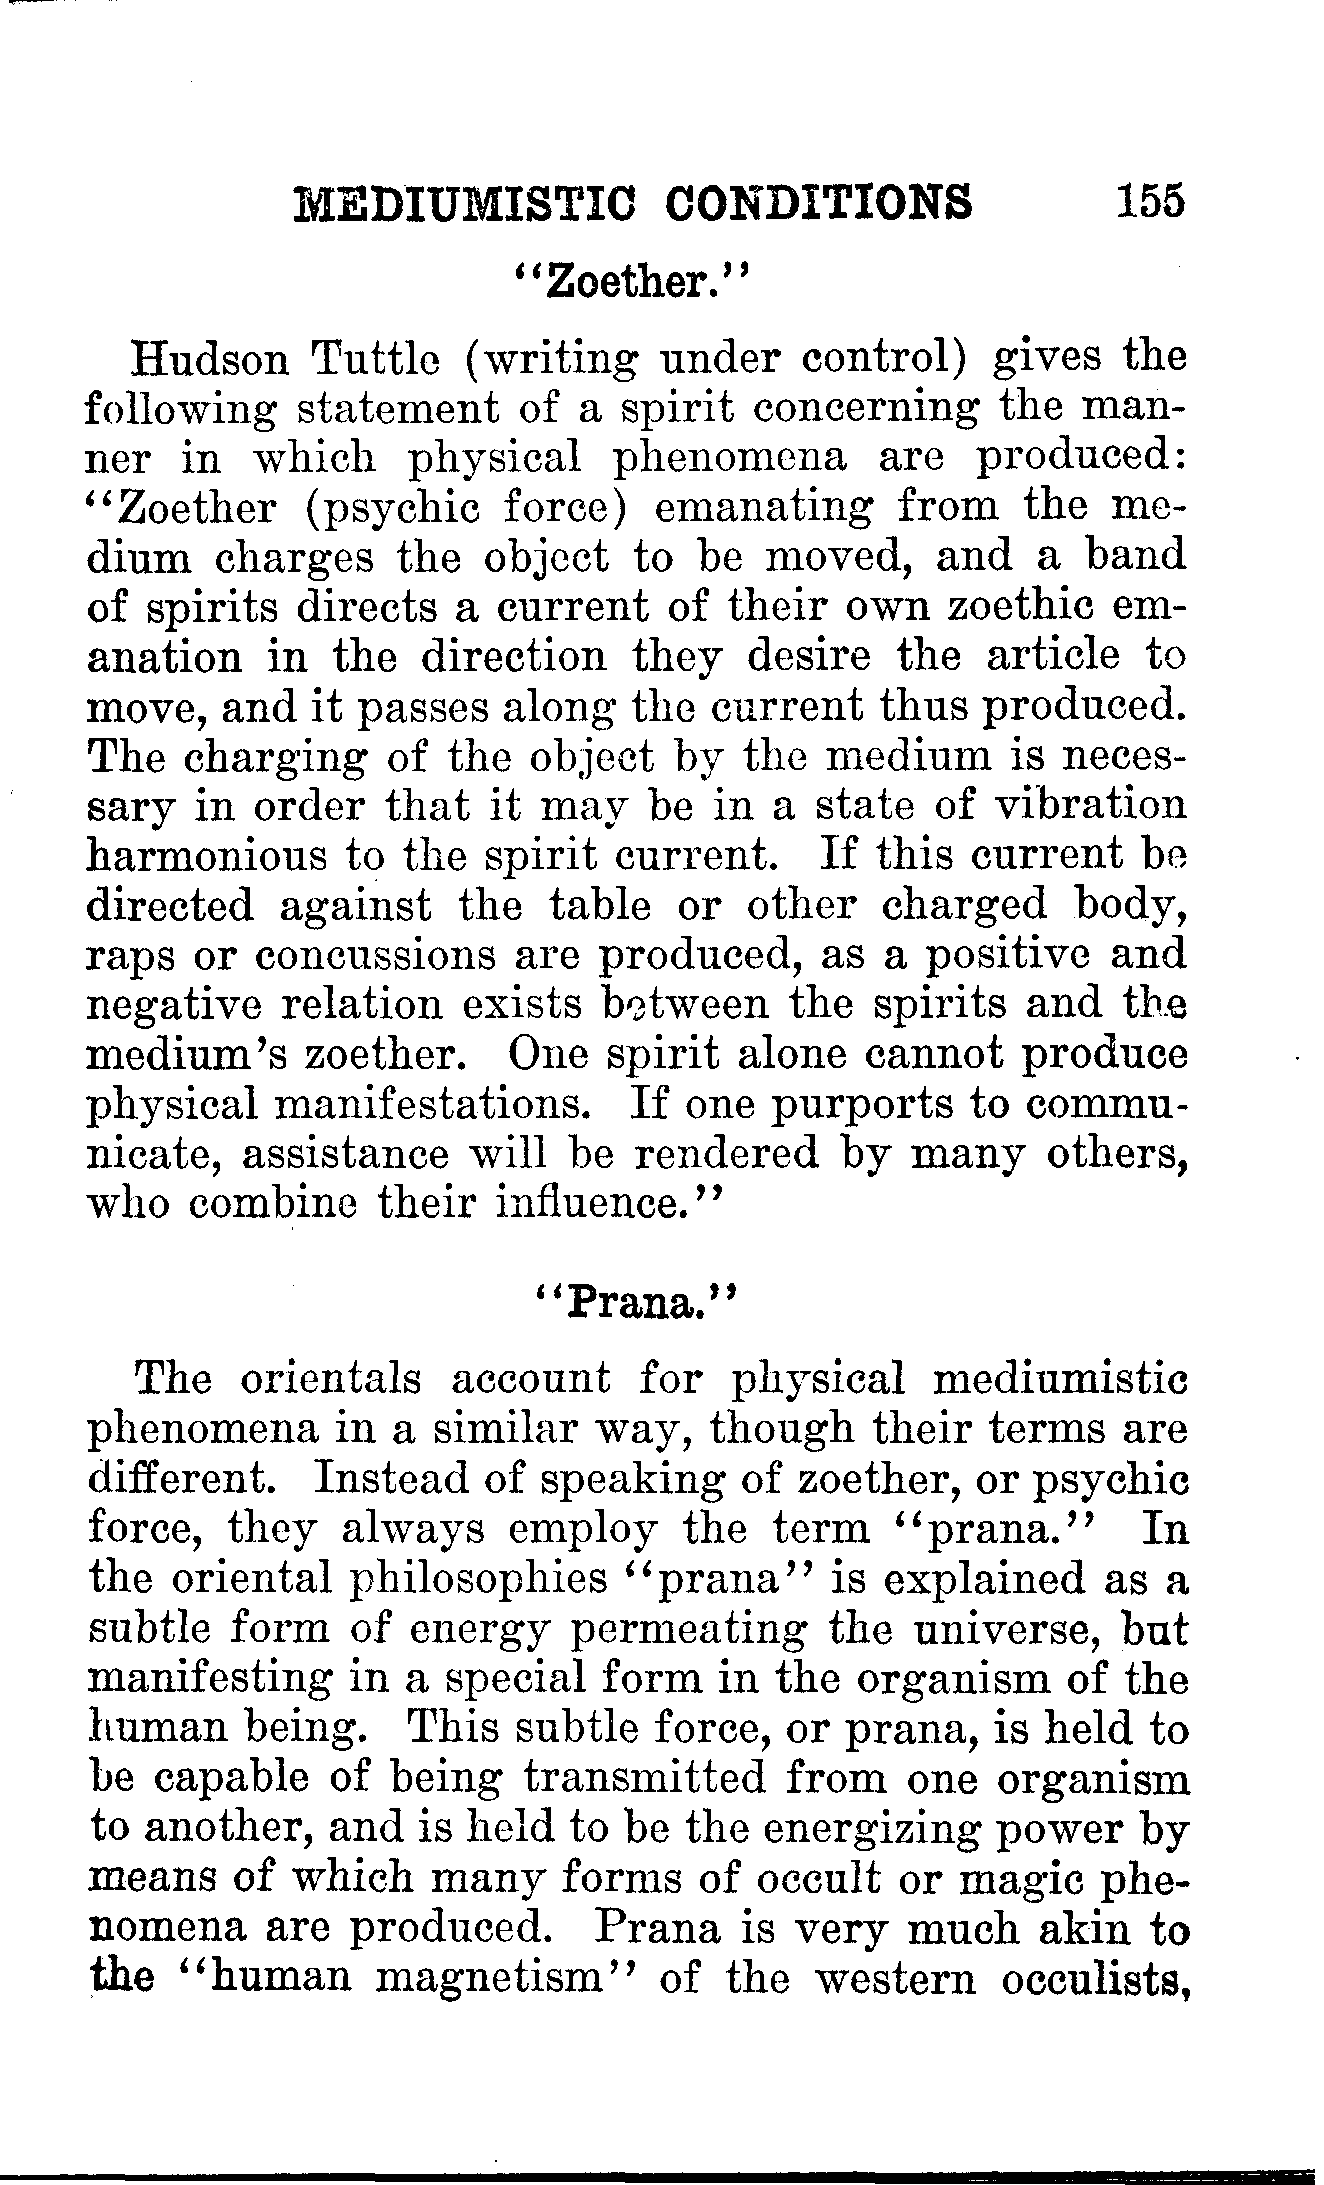 MEDIUMISTIC CONDITIONS 155
"Zoether."
Hudson Tuttle (writing under control) gives the
following statement of a spirit concerning the man-
ner in which physical phenomena are produced:
"Zoether (psychic force) emanating from the me-
dium charges the object to be moved, and a band
of spirits directs a current of their own zoethic em-
anation in the direction they desire the article to
move, and it passes along the current thus produced.
The charging of the object by the medium is neces-
sary in order that it may be in a state of vibration
harmonious to the spirit current. If this current be
directed against the table or other charged body,
raps or concussions are produced, as a positive and
negative relation exists between the spirits and the
medium's zoether. One spirit alone cannot produce
physical manifestations. If one purports to commu-
nicate, assistance will be rendered by many others,
who combine their influence."
"Prana."
The orientals account for physical mediumistic
phenomena in a similar way, though their terms are
different. Instead of speaking of zoether, or psychic
force, they always employ the term "prana." In
the oriental philosophies "prana" is explained as a
subtle form of energy permeating the universe, but
manifesting in a special form in the organism of the
human being. This subtle force, or prana, is held to
be capable of being transmitted from one organism
to another, and is held to be the energizing power by
means of which many forms of occult or magic phe-
nomena are produced. Prana is very much akin to
the "human magnetism" of the western occulists,